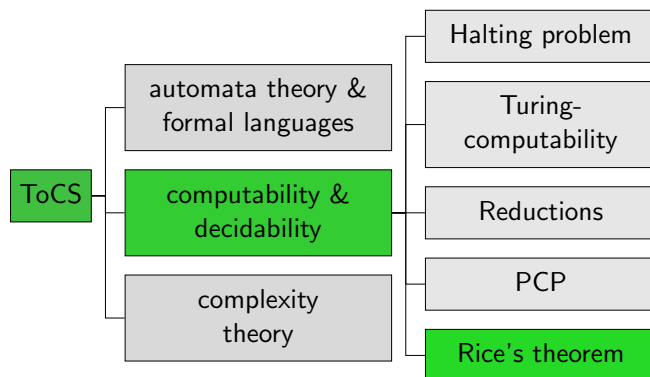 ToCS
automata theory &
formal languages
computability &
decidability
complexity
theory
Halting problem
Turing-
computability
Reductions
PCP
Rice's theorem